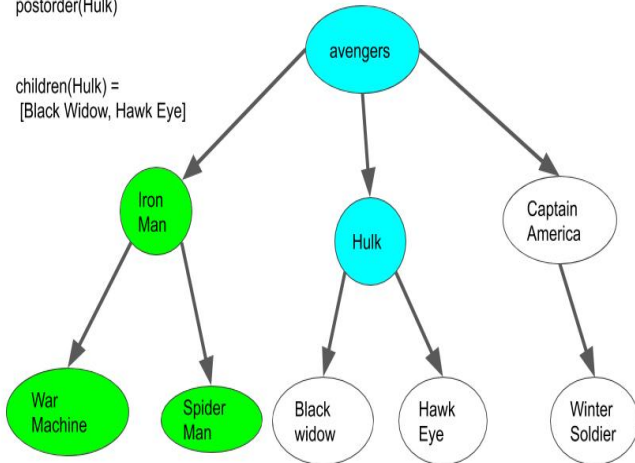 postorder(Hulk)
children(Hulk) =
[Black Widow, Hawk Eye]
avengers
Iron
Man
Hulk
Captain
America
War
Machine
Spider
Man
Black
widow
Hawk
Eye
Winter
Soldier